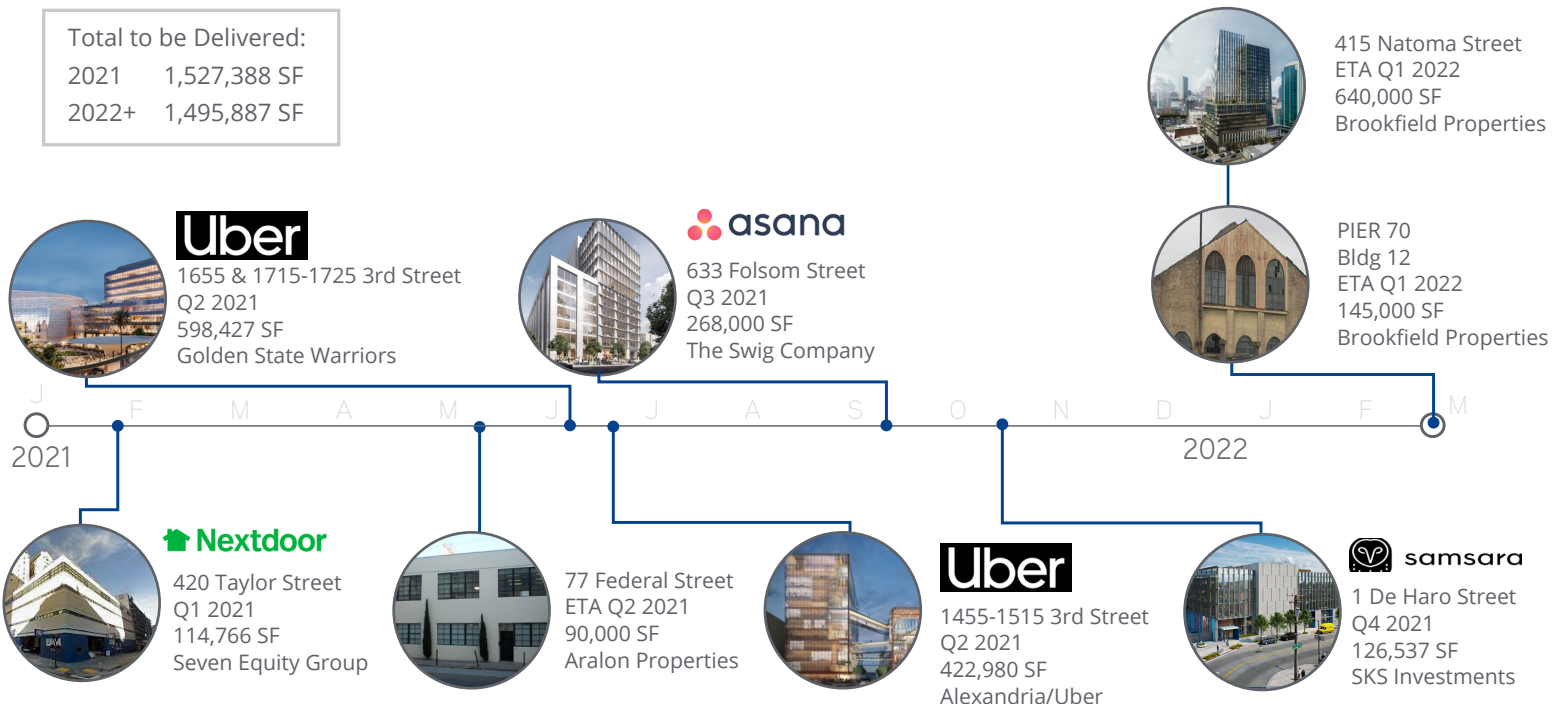 Total to be Delivered:
2021 1,527,388 SF
2022+ 1,495,887 SF
415 Natoma Street
ETA Q1 2022
640,000 SF
Brookfield Properties
Uber
1655 & 1715-1725 3rd Street
Q2 2021
598,427 SF
Golden State Warriors
asana
633 Folsom Street
Q3 2021
268,000 SF
The Swig Company
PIER 70
Bldg 12
ETA Q1 2022
145,000 SF
Brookfield Properties
J F M A M J J A S O N D J F M
2021
2022
Nextdoor
420 Taylor Street
Q1 2021
114,766 SF
Seven Equity Group
77 Federal Street
ETA Q2 2021
90,000 SF
Aralon Properties
Uber
1455-1515 3rd Street
Q2 2021
422,980 SF
Alexandria/Uber
samsara
1 De Haro Street
Q4 2021
126,537 SF
SKS Investments